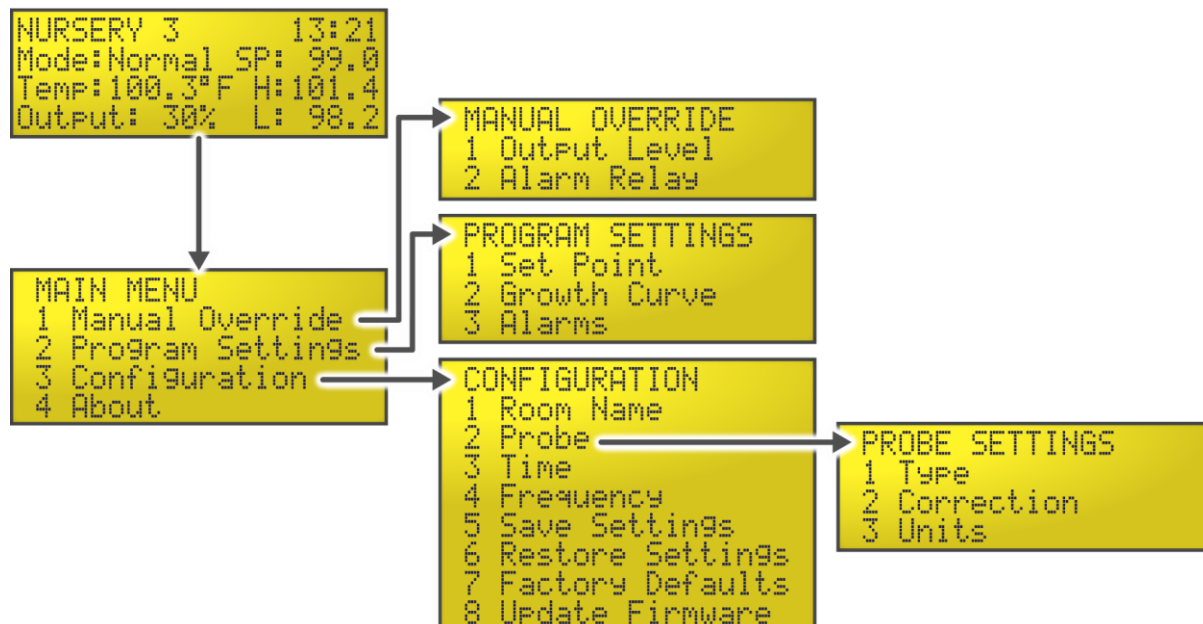 NURSERY 3 13:21
Mode:Normal SP: 99.0
Temp:100.3°F H:101.4
Output: 30% L: 98.2
MAIN MENU
1 Manual Override
2 Program Settings
3 Configuration
4 About
MANUAL OVERRIDE
1 Output Level
2 Alarm Relay
PROGRAM SETTINGS
1 Set Point
2 Growth Curve
3 Alarms
CONFIGURATION
1 Room Name
2 Probe
3 Time
4 Frequency
5 Save Settings
6 Restore Settings
7 Factory Defaults
8 Update Firmware
PROBE SETTINGS
1 Type
2 Correction
3 Units